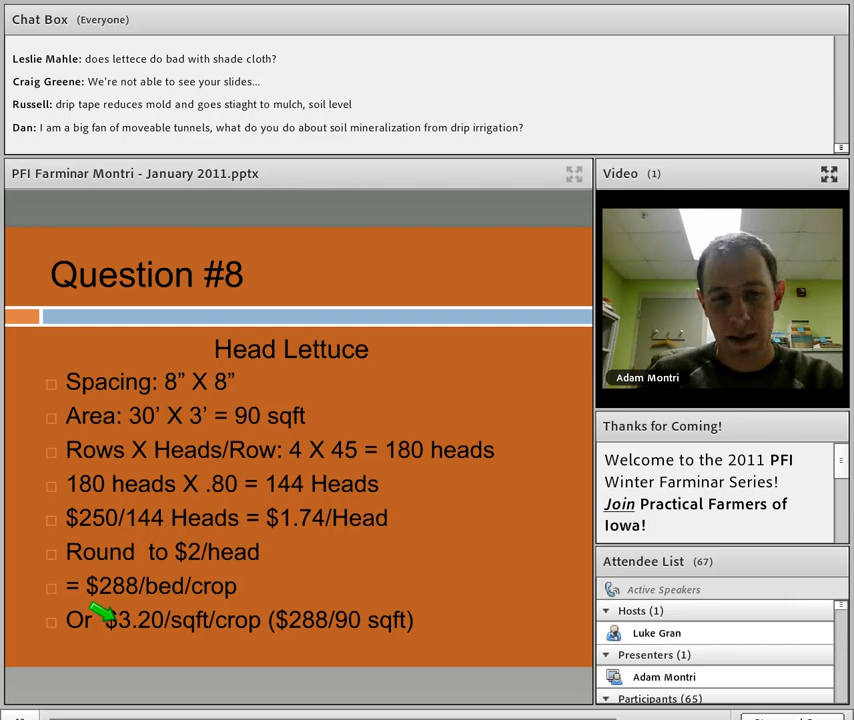 Chat Box (Everyone)
Leslie Mahle: does lettece do bad with shade cloth?
Craig Greene: We're not able to see your slides...
Russell: drip tape reduces mold and goes stiaght to mulch, soil level
Dan: I am a big fan of moveable tunnels, what do you do about soil mineralization from drip irrigation?
PFI Farminar Montri - January 2011.pptx
Question #8
Head Lettuce
Spacing: 8” X 8”
Area: 30’ X 3’ = 90 sqft
Rows X Heads/Row: 4 X 45 = 180 heads
180 heads X .80 = 144 Heads
$250/144 Heads = $1.74/Head
Round to $2/head
= $288/bed/crop
Or $3.20/sqft/crop ($288/90 sqft)
Video (1)
Adam Montri
Thanks for Coming!
Welcome to the 2011 PFI
Winter Farminar Series!
Join Practical Farmers of
Iowa!
Attendee List (67)
Active Speakers
Hosts (1)
Luke Gran
Presenters (1)
Adam Montri
Participants (65)